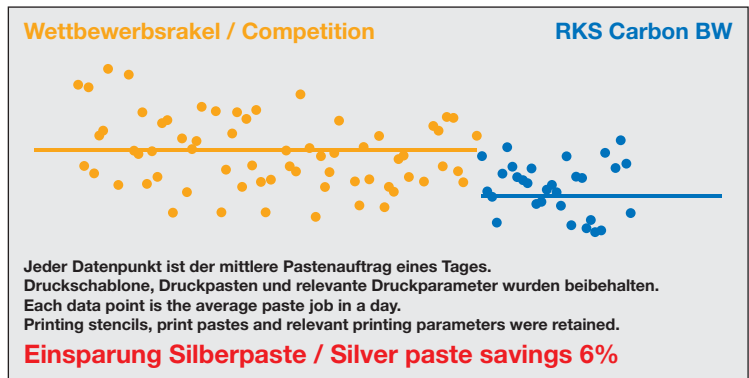 Wettbewerbsrakel / Competition
RKS Carbon BW
Jeder Datenpunkt ist der mittlere Pastenauftrag eines Tages.
Druckschablone, Druckpasten und relevante Druckparameter wurden beibehalten.
Each data point is the average paste job in a day.
Printing stencils, print pastes and relevant printing parameters were retained.
Einsparung Silberpaste / Silver paste savings 6%